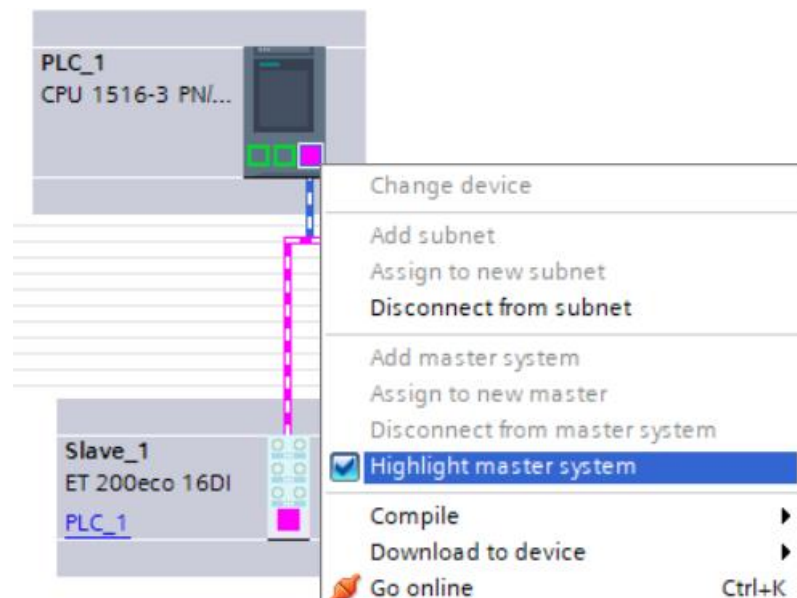 PLC_1
CPU 1516-3 PN/...
Change device
Add subnet
Assign to new subnet
Disconnect from subnet
Add master system
Assign to new master
Disconnect from master system
Highlight master system
Slave_1
ET 200eco 16DI
PLC_1
Compile
Download to device
Go online Ctrl+K